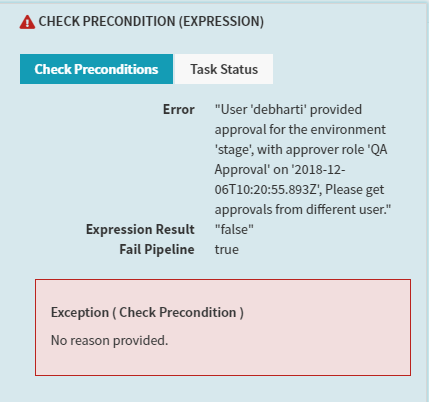 CHECK PRECONDITION (EXPRESSION)
Check Preconditions Task Status
Error "User 'debharti' provided
approval for the environment
'stage', with approver role 'QA
Approval' on '2018-12-
06T10:20:55.893Z', Please get
approvals from different user."
Expression Result "false"
Fail Pipeline true
Exception ( Check Precondition )
No reason provided.